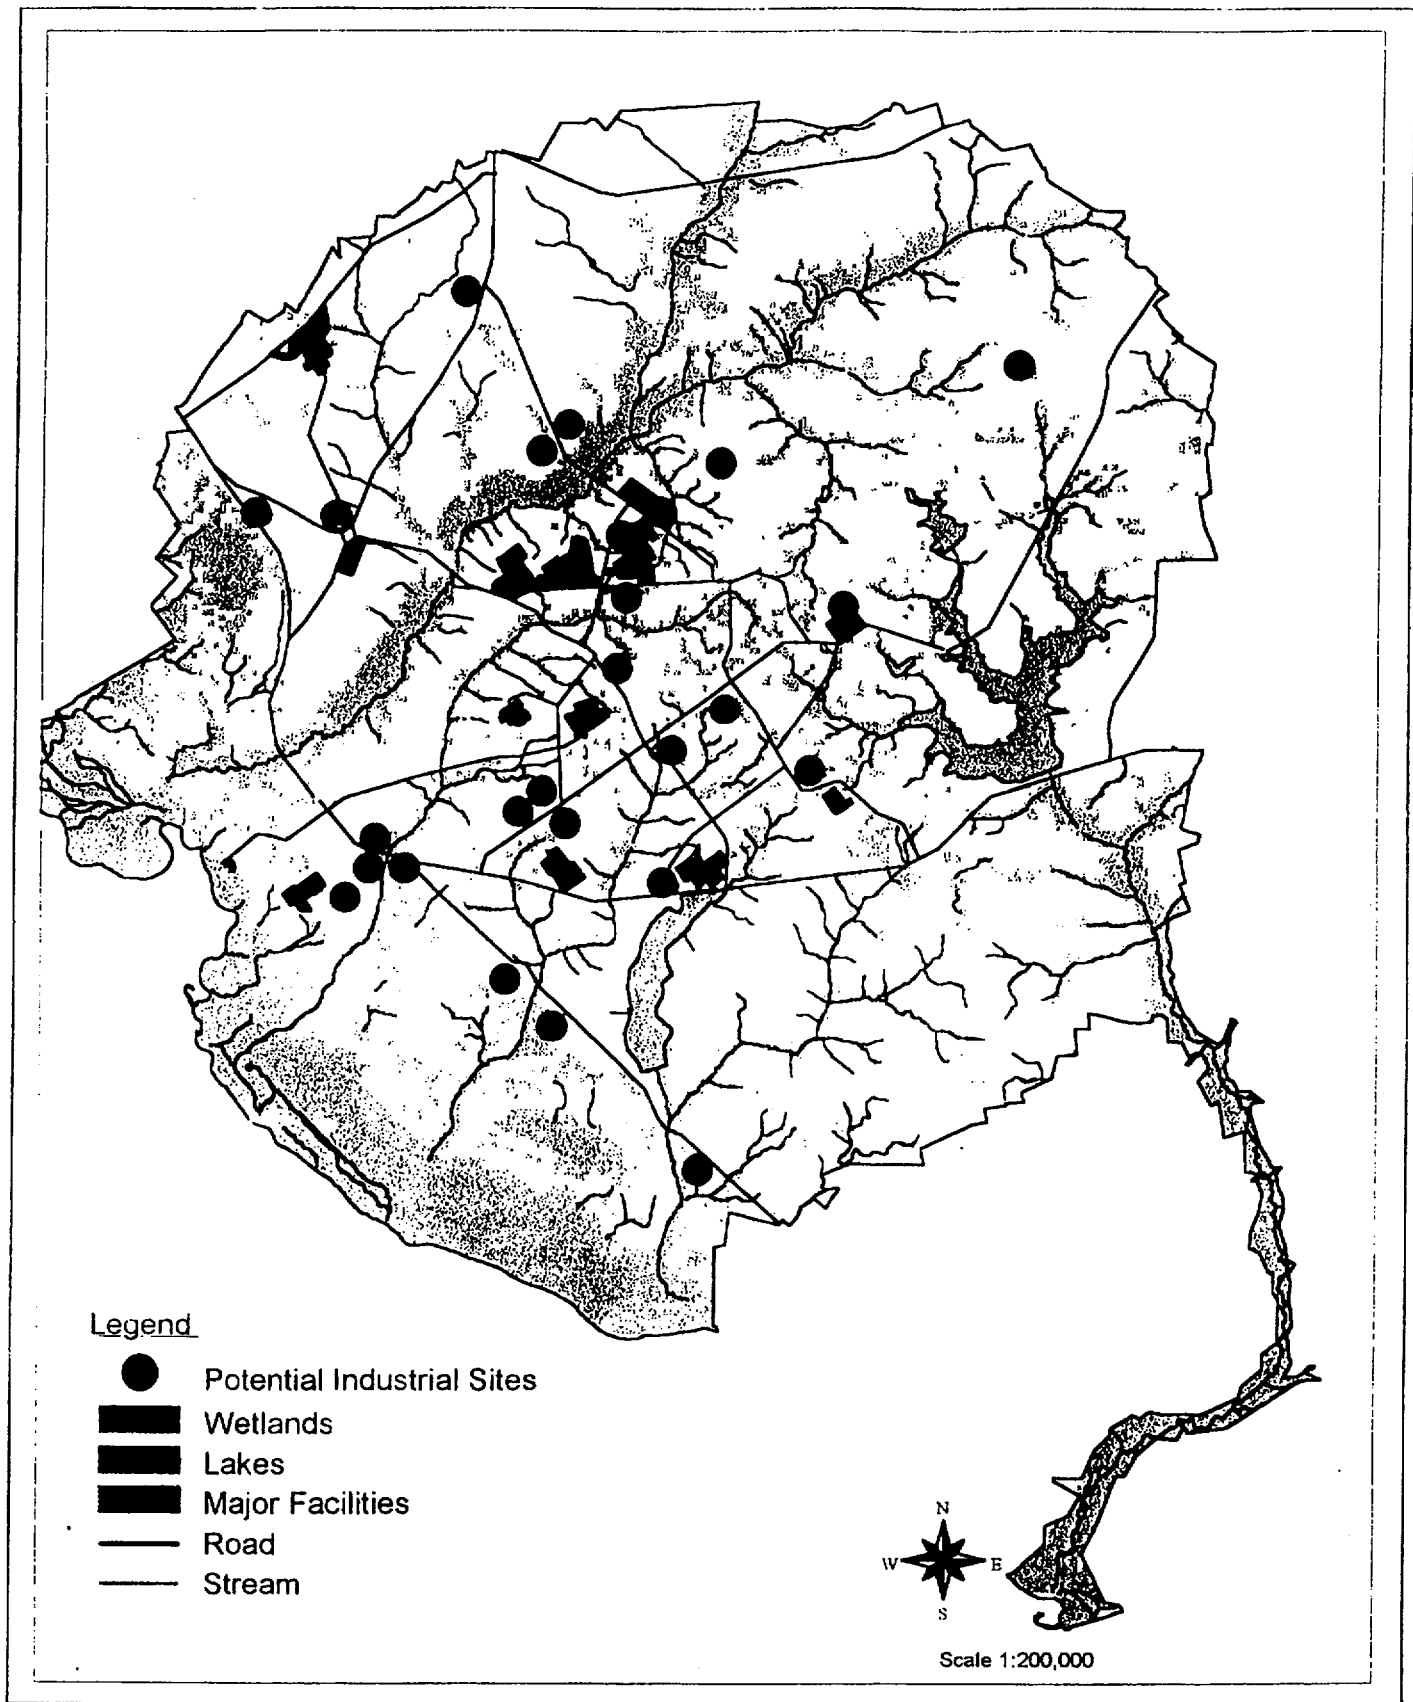 Legend
Potential Industrial Sites
Wetlands
Lakes
Major Facilities
Road
Stream
N
W E
S
Scale 1:200,000